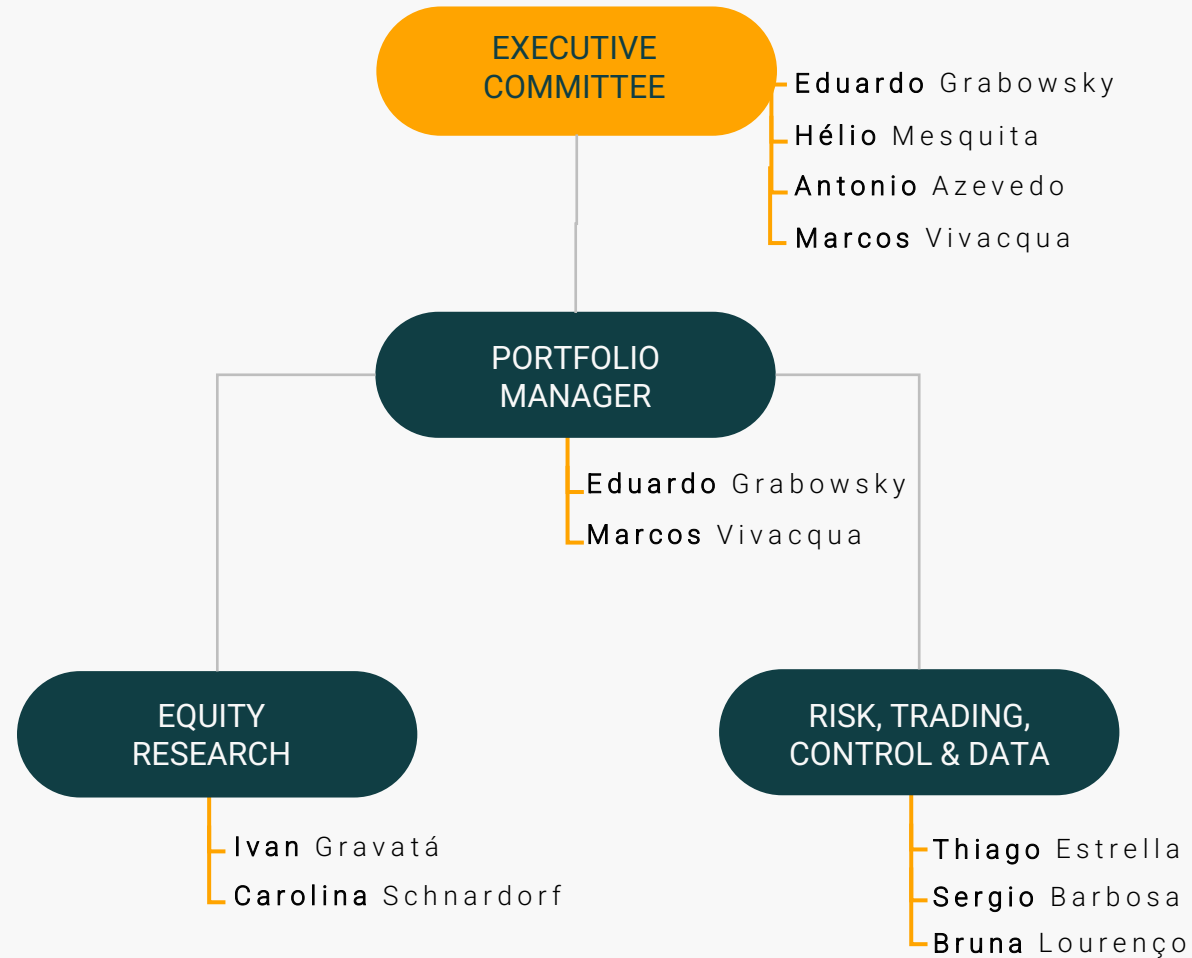 EXECUTIVE
COMMITTEE
Eduardo Grabowsky
Hélio Mesquita
Antonio Azevedo
Marcos Vivacqua
PORTFOLIO
MANAGER
Eduardo Grabowsky
Marcos Vivacqua
EQUITY
RESEARCH
Ivan Gravatá
Carolina Schnardorf
RISK, TRADING,
CONTROL & DATA
Thiago Estrella
Sergio Barbosa
Bruna Lourenço